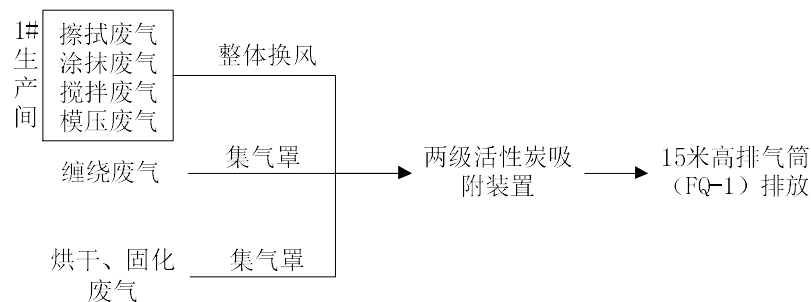 1#
生
产
间
擦拭废气
涂抹废气
搅拌废气
模压废气
整体换风
缠绕废气
集气罩
两级活性炭吸
附装置
15米高排气筒
（FQ-1）排放
烘干、固化
废气
集气罩